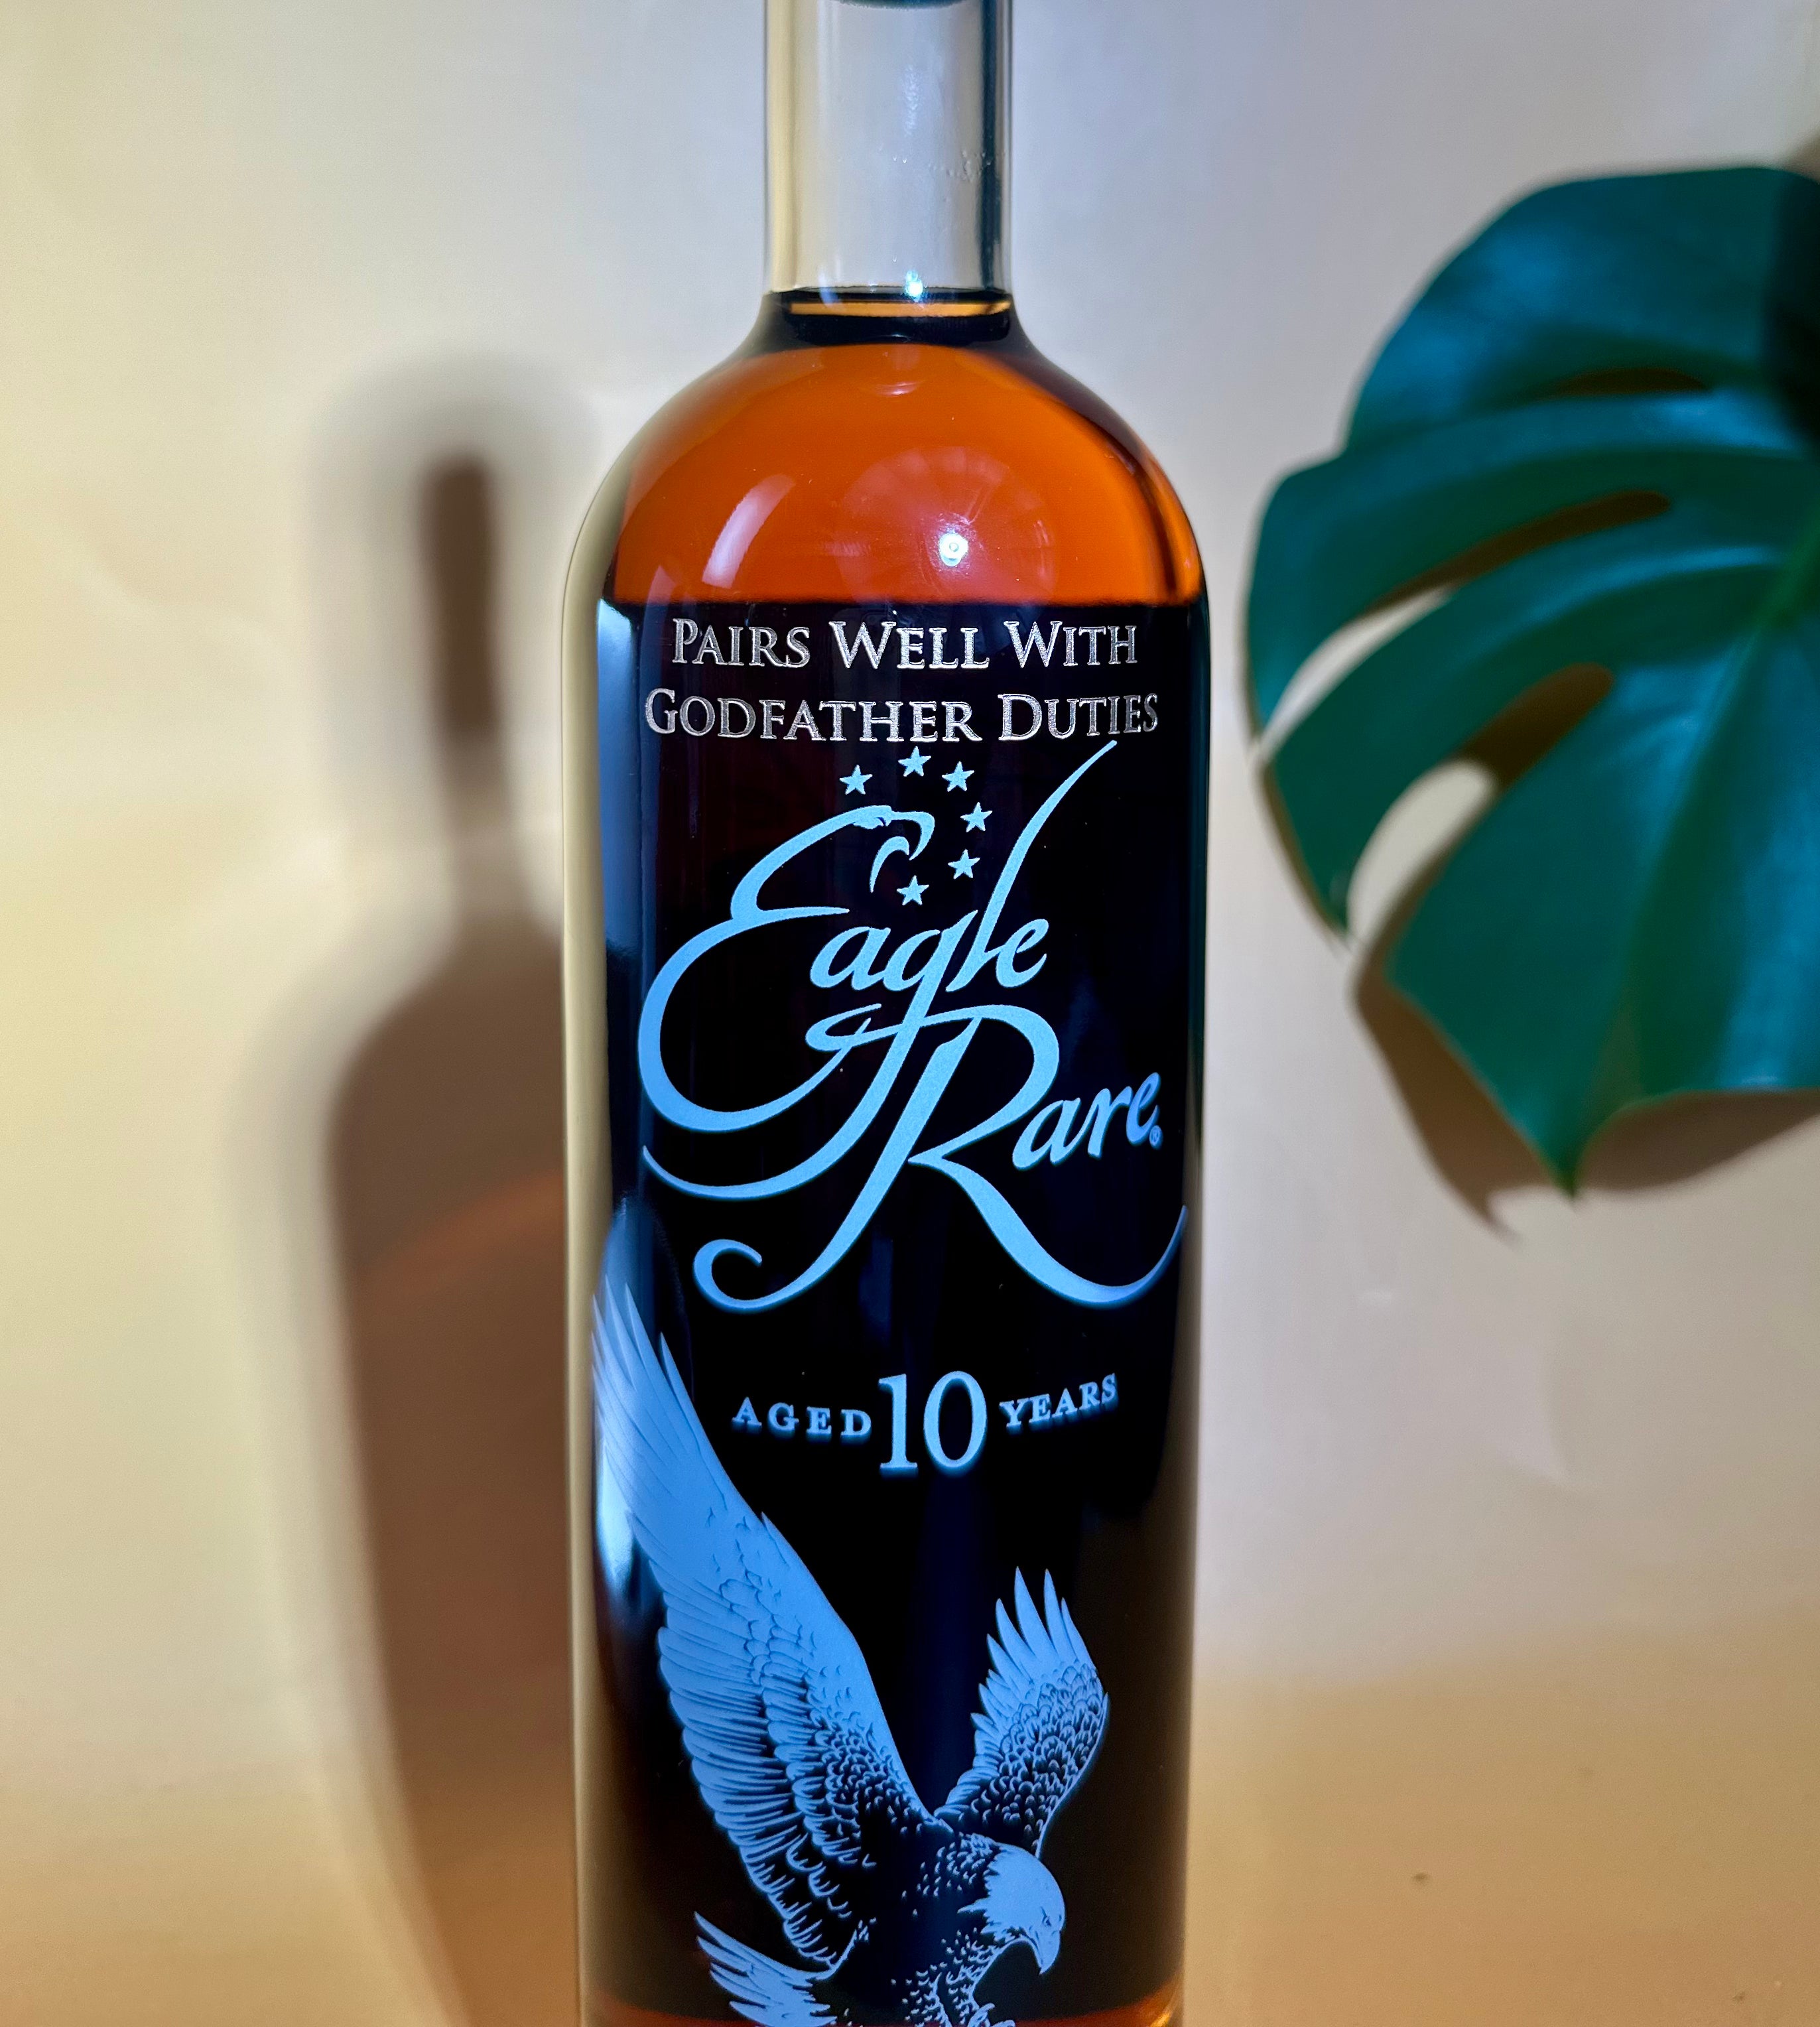 PAIRS WELL WITH
GODFATHER DUTIES
Eagle
Rare®
AGED 10 YEARS